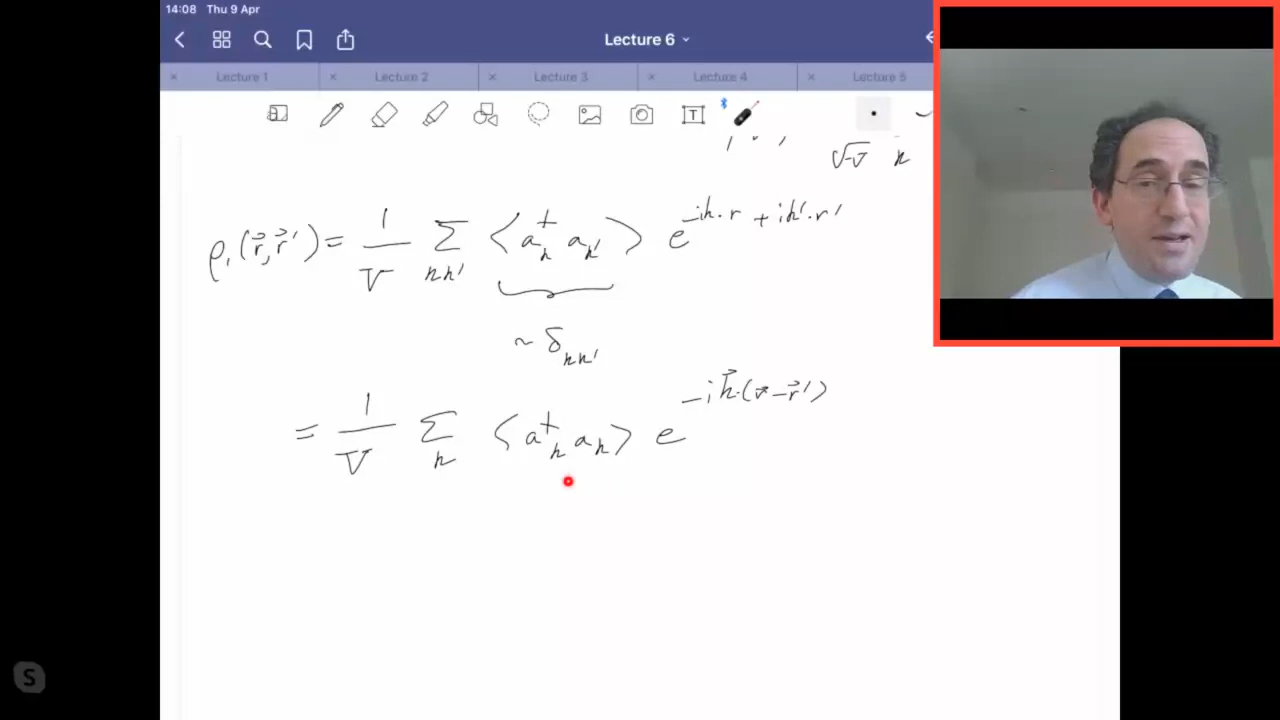 14:08 Thu 9 Apr
Lecture 6
Lecture 1 Lecture 2 Lecture 3 Lecture 4 Lecture 5
T
√V k
ρ₁(r⃗,r⃗′) = 1/V Σ_{kk′} ⟨a†_k a_{k′}⟩ e^{-ik·r + ik′·r′}
~ δ_{kk′}
= 1/V Σ_k ⟨a†_k a_k⟩ e^{-ik⃗·(r⃗-r⃗′)}
S